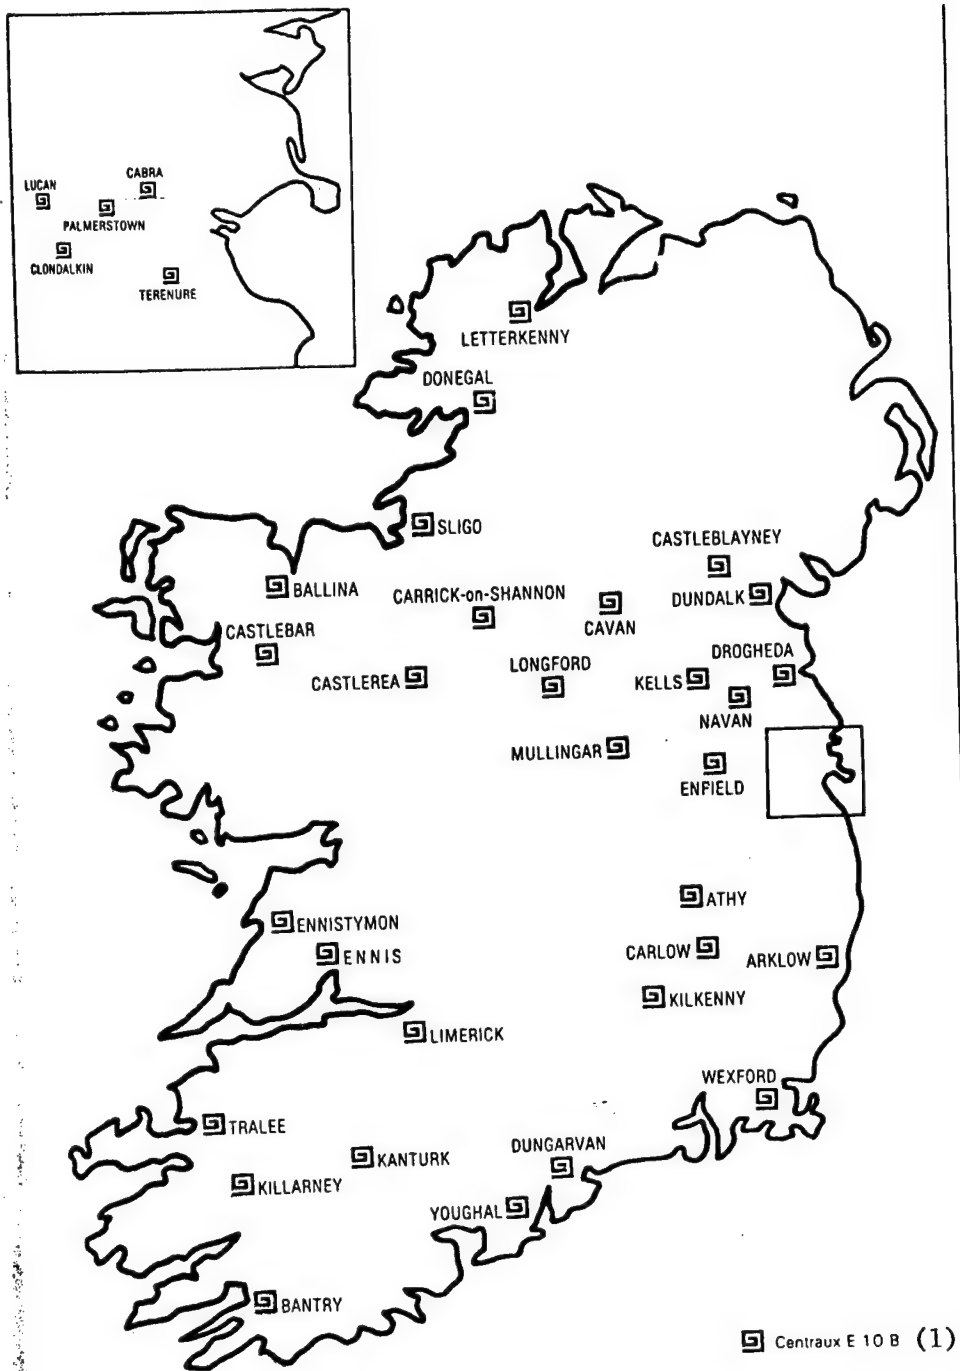 LUCAN
CABRA
PALMERSTOWN
CLONDALKIN
TERENURE
LETTERKENNY
DONEGAL
SLIGO
CASTLEBLAYNEY
BALLINA
CARRICK-on-SHANNON
DUNDALK
CAVAN
CASTLEBAR
DROGHEDA
LONGFORD
CASTLEREA
KELLS
NAVAN
MULLINGAR
ENFIELD
ATHY
ENNISTYMON
CARLOW
ENNIS
ARKLOW
KILKENNY
LIMERICK
WEXFORD
TRALEE
DUNGARVAN
KANTURK
KILLARNEY
YOUGHAL
BANTRY
Centraux E 10 B (1)